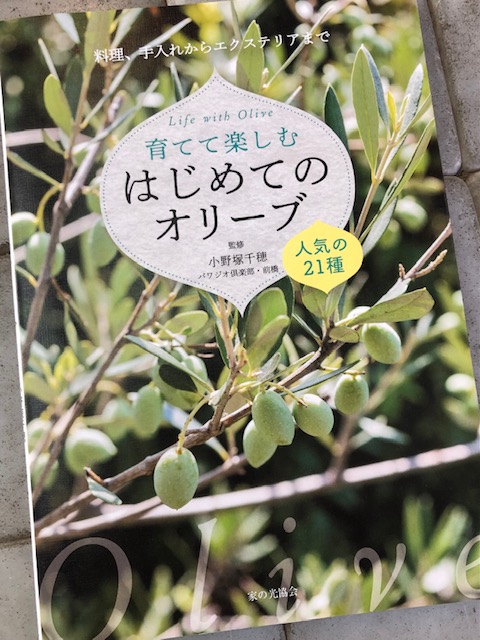 料理、手入れからエクステリアまで
Life with Olive
育てて楽しむ
はじめての
オリーブ
監修
小野塚千穂
パワジオ倶楽部・前橋
人気の
21種
Olive
家の光協会